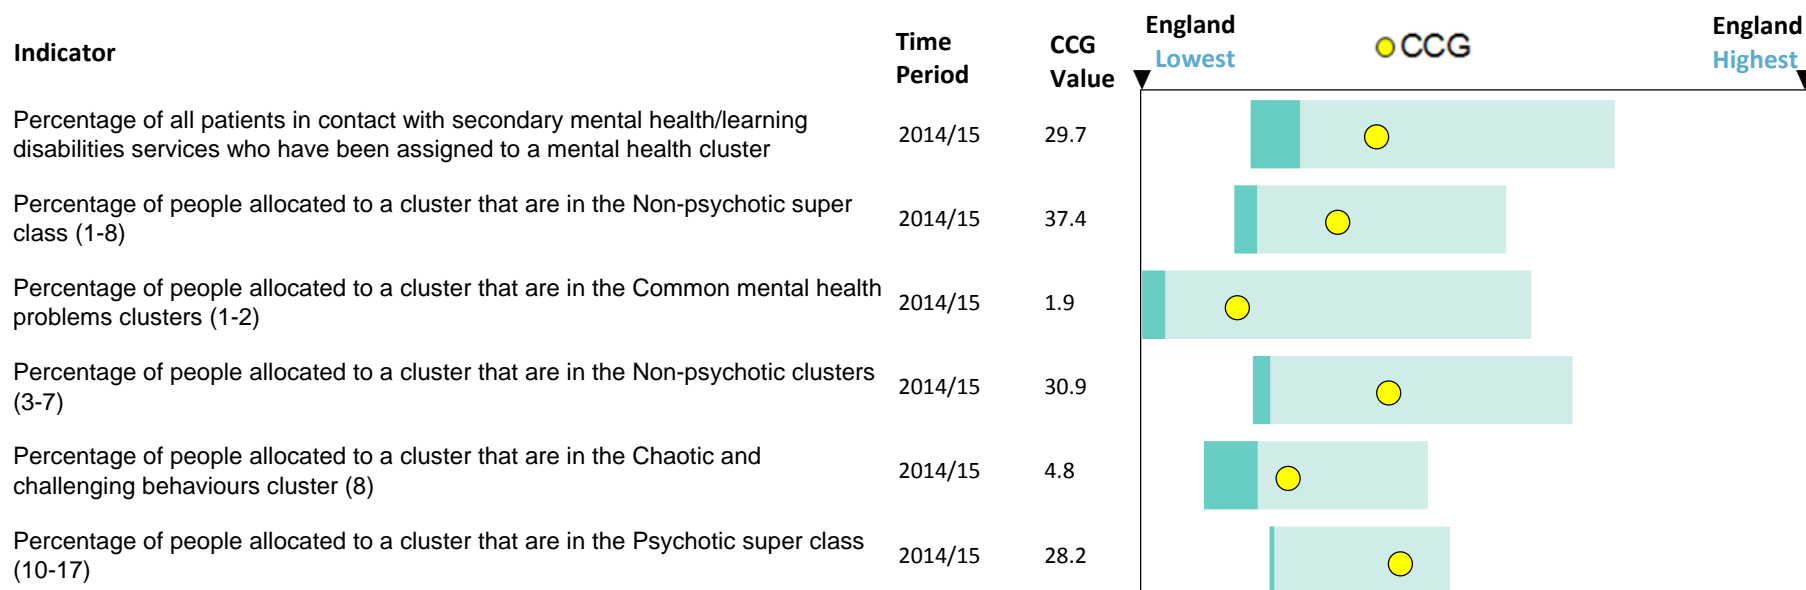 Indicator
Time
Period
CCG
Value
England
Lowest
CCG
England
Highest
Percentage of all patients in contact with secondary mental health/learning
disabilities services who have been assigned to a mental health cluster
2014/15
29.7
Percentage of people allocated to a cluster that are in the Non-psychotic super
class (1-8)
2014/15
37.4
Percentage of people allocated to a cluster that are in the Common mental health
problems clusters (1-2)
2014/15
1.9
Percentage of people allocated to a cluster that are in the Non-psychotic clusters
(3-7)
2014/15
30.9
Percentage of people allocated to a cluster that are in the Chaotic and
challenging behaviours cluster (8)
2014/15
4.8
Percentage of people allocated to a cluster that are in the Psychotic super class
(10-17)
2014/15
28.2